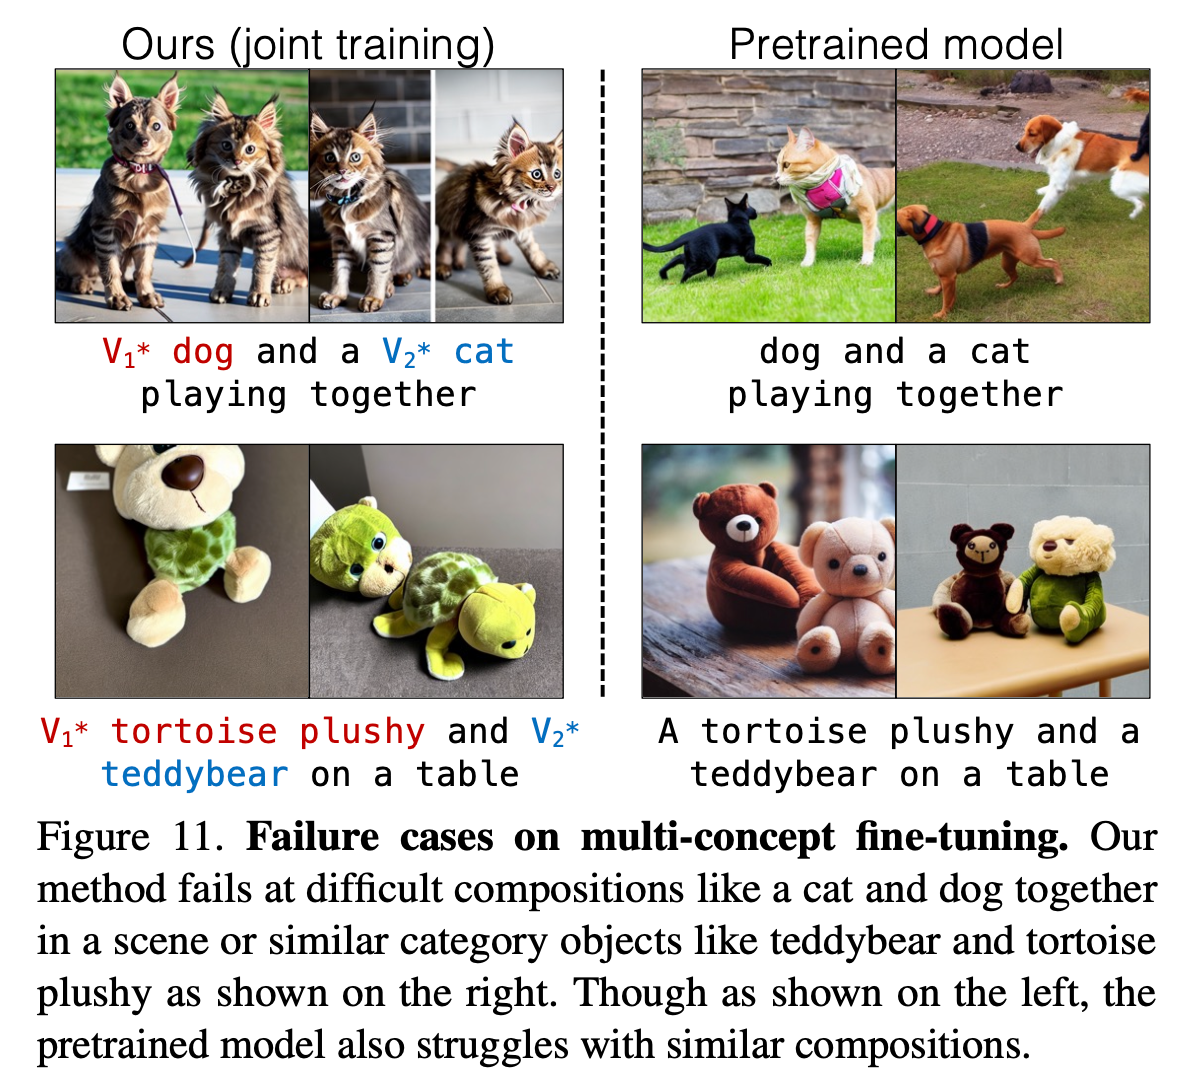 Ours (joint training)
Pretrained model
V₁* dog and a V₂* cat
playing together
dog and a cat
playing together
V₁* tortoise plushy and V₂*
teddybear on a table
A tortoise plushy and a
teddybear on a table
Figure 11. Failure cases on multi-concept fine-tuning. Our
method fails at difficult compositions like a cat and dog together
in a scene or similar category objects like teddybear and tortoise
plushy as shown on the right. Though as shown on the left, the
pretrained model also struggles with similar compositions.